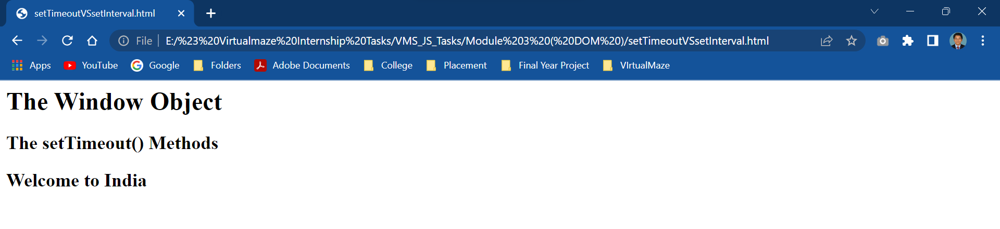 setTimeoutVSsetInterval.html
File E:/%23%20Virtualmaze%20Internship%20Tasks/VMS_JS_Tasks/Module%203%20(%20DOM%20)/setTimeoutVSsetInterval.html
Apps YouTube Google Folders Adobe Documents College Placement Final Year Project VIrtualMaze
The Window Object
The setTimeout() Methods
Welcome to India